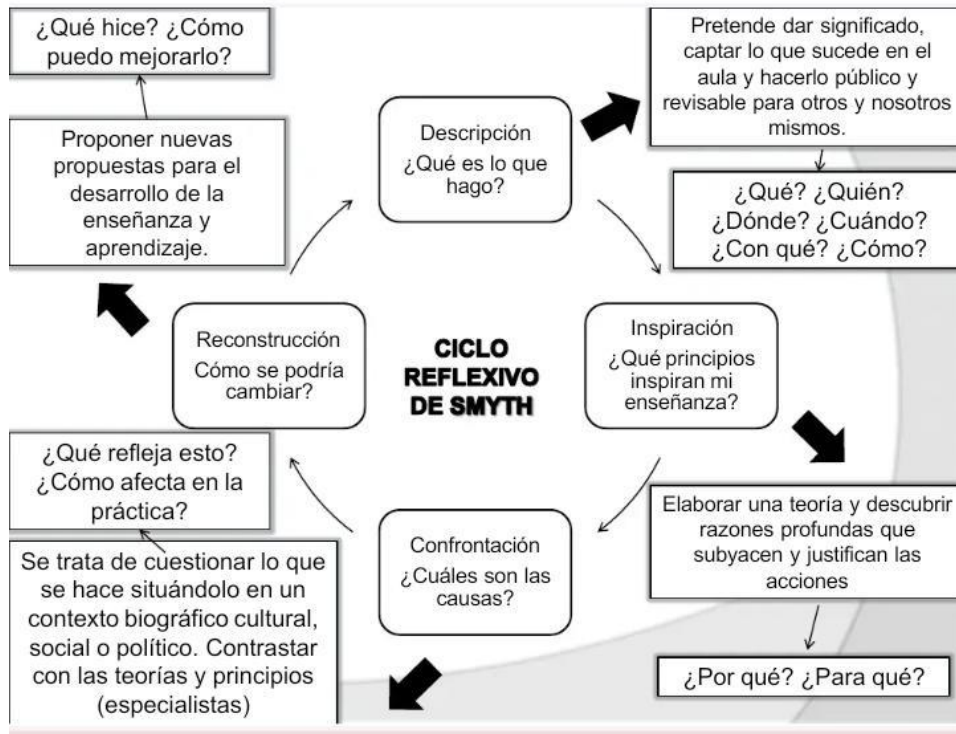 ¿Qué hice? ¿Cómo
puedo mejorarlo?
Proponer nuevas
propuestas para el
desarrollo de la
enseñanza y
aprendizaje.
Descripción
¿Qué es lo que
hago?
Pretende dar significado,
captar lo que sucede en el
aula y hacerlo público y
revisable para otros y nosotros
mismos.
¿Qué? ¿Quién?
¿Dónde? ¿Cuándo?
¿Con qué? ¿Cómo?
Reconstrucción
Cómo se podría
cambiar?
CICLO
REFLEXIVO
DE SMYTH
Inspiración
¿Qué principios
inspiran mi
enseñanza?
¿Qué refleja esto?
¿Cómo afecta en la
práctica?
Se trata de cuestionar lo que
se hace situándolo en un
contexto biográfico cultural,
social o político. Contrastar
con las teorías y principios
(especialistas)
Confrontación
¿Cuáles son las
causas?
Elaborar una teoría y descubrir
razones profundas que
subyacen y justifican las
acciones
¿Por qué? ¿Para qué?